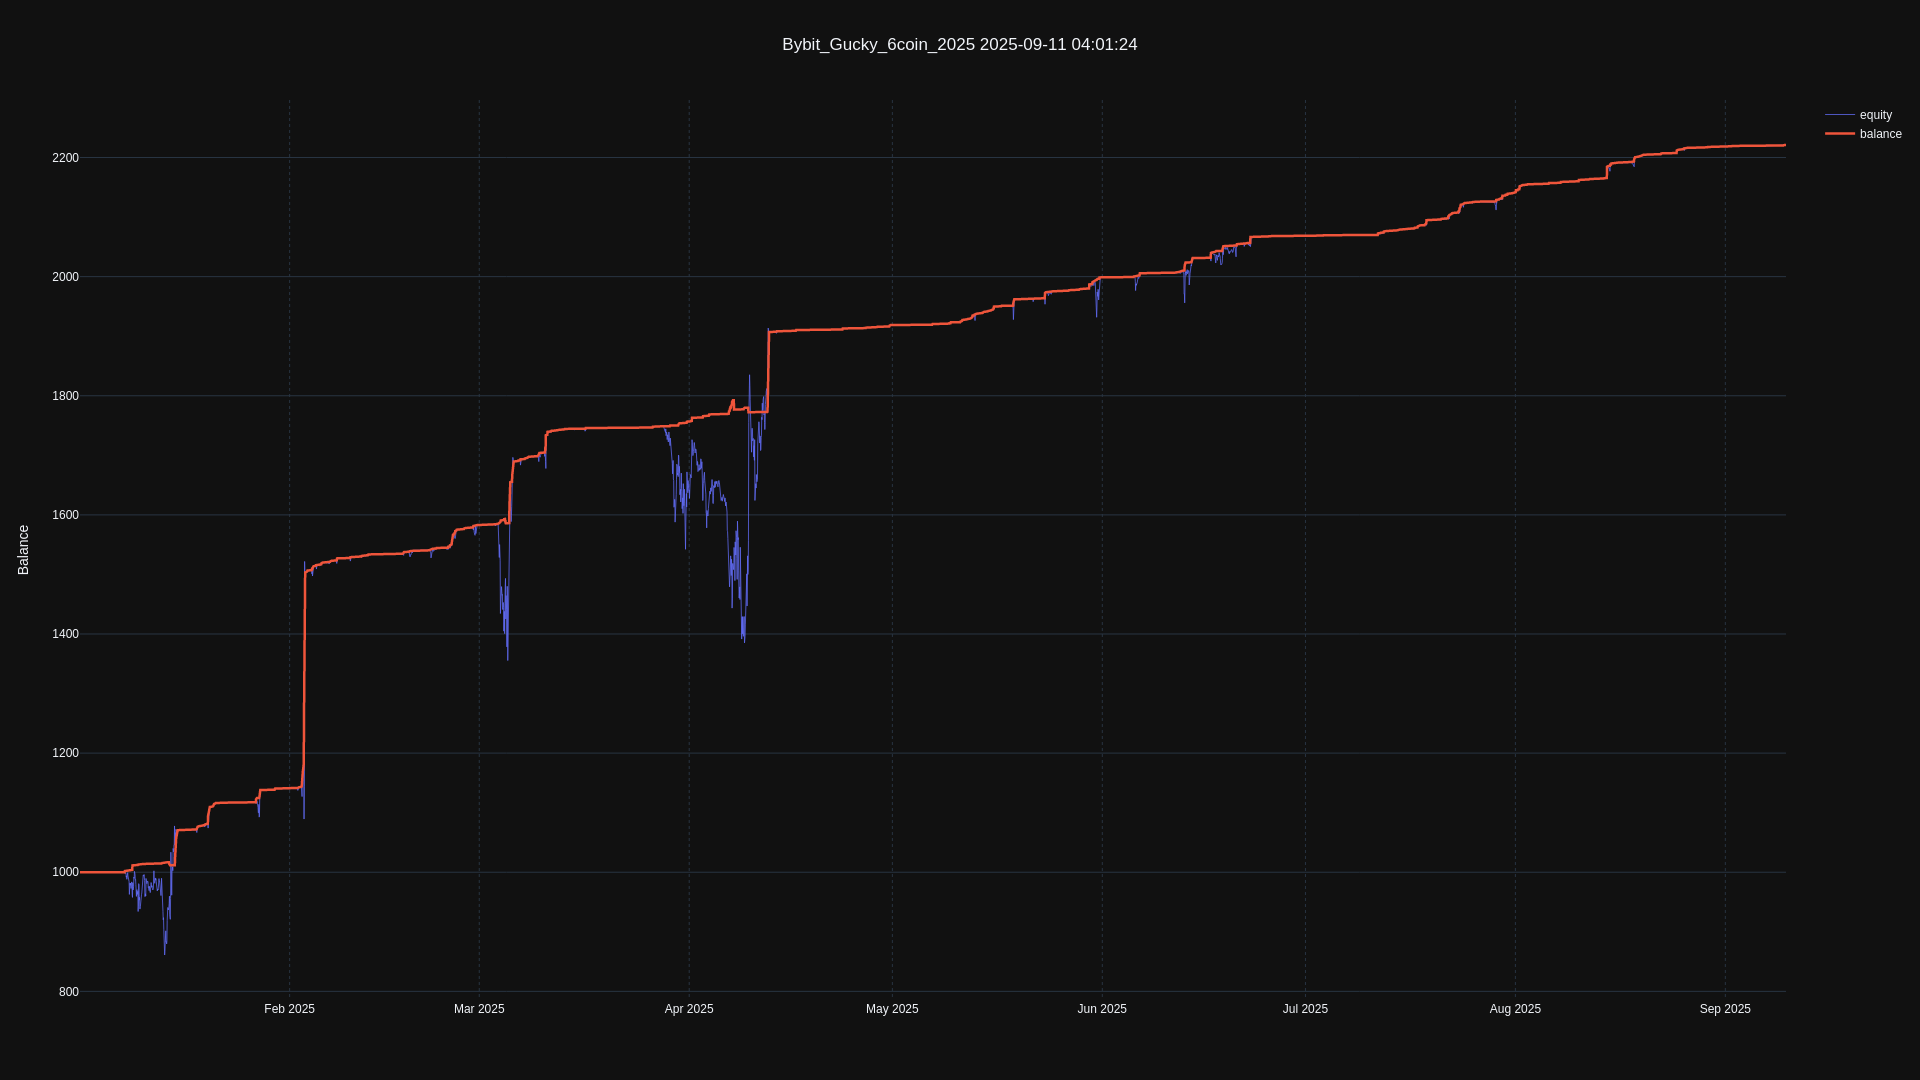 Bybit_Gucky_6coin_2025 2025-09-11 04:01:24
equity
balance
2200
2000
1800
1600
1400
1200
1000
800
Balance
Feb 2025
Mar 2025
Apr 2025
May 2025
Jun 2025
Jul 2025
Aug 2025
Sep 2025